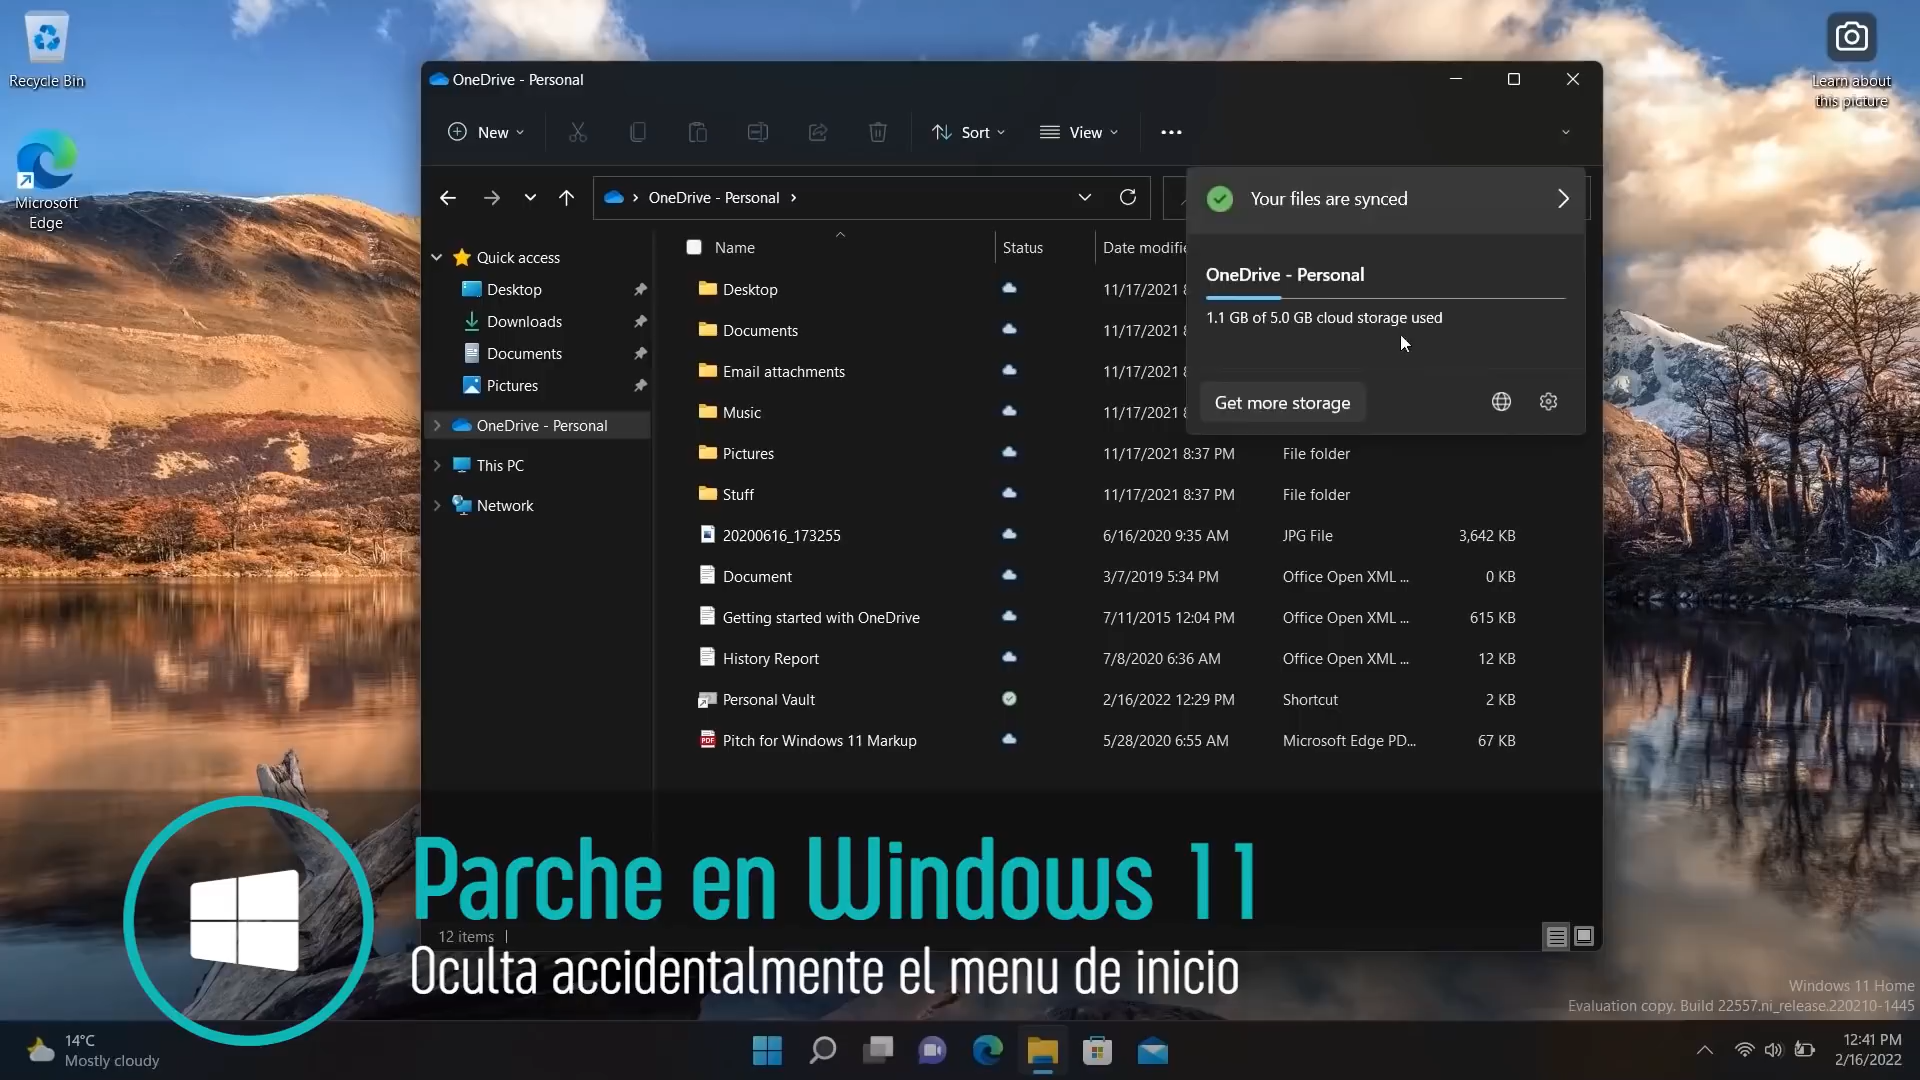 Recycle Bin
Microsoft
Edge
Learn about
this picture
OneDrive - Personal
New
Sort
View
OneDrive - Personal
Your files are synced
OneDrive - Personal
1.1 GB of 5.0 GB cloud storage used
Get more storage
Quick access
Desktop
Downloads
Documents
Pictures
OneDrive - Personal
This PC
Network
Name Status Date modifie
Desktop 11/17/2021 8
Documents 11/17/2021 8
Email attachments 11/17/2021 8
Music 11/17/2021 8
Pictures 11/17/2021 8:37 PM File folder
Stuff 11/17/2021 8:37 PM File folder
20200616_173255 6/16/2020 9:35 AM JPG File 3,642 KB
Document 3/7/2019 5:34 PM Office Open XML ... 0 KB
Getting started with OneDrive 7/11/2015 12:04 PM Office Open XML ... 615 KB
History Report 7/8/2020 6:36 AM Office Open XML ... 12 KB
Personal Vault 2/16/2022 12:29 PM Shortcut 2 KB
Pitch for Windows 11 Markup 5/28/2020 6:55 AM Microsoft Edge PD... 67 KB
Parche en Windows 11
12 items
Oculta accidentalmente el menu de inicio
Windows 11 Home
Evaluation copy. Build 22557.ni_release.220210-1445
14°C
Mostly cloudy
12:41 PM
2/16/2022